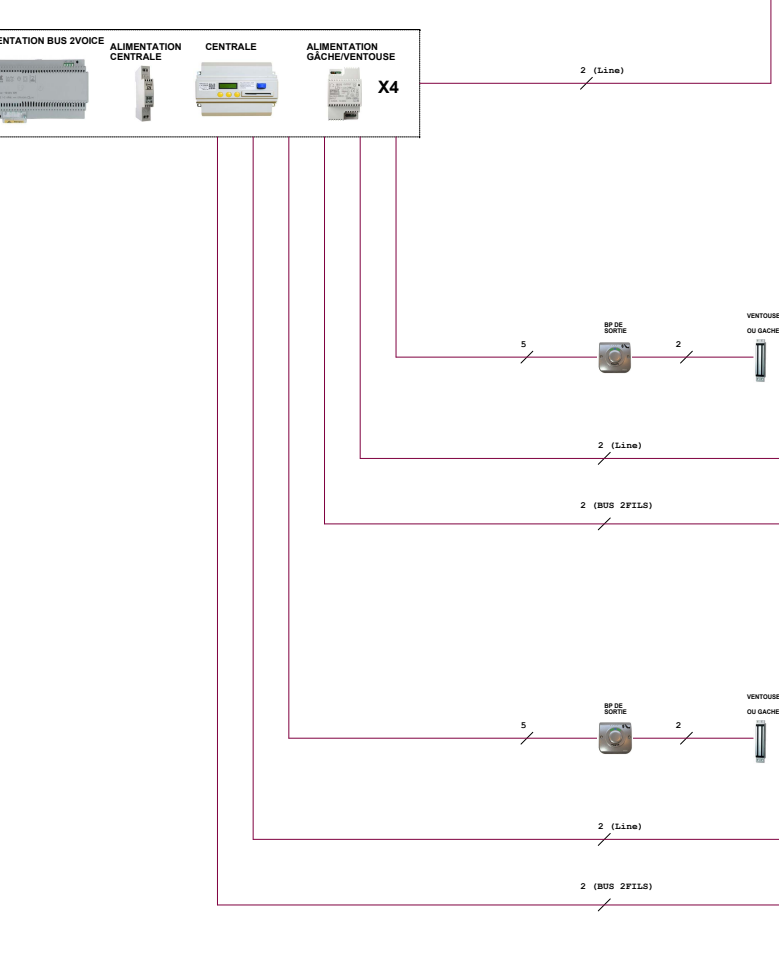 ENTATION BUS 2VOICE
ALIMENTATION
CENTRALE
CENTRALE
ALIMENTATION
GÂCHE/VENTOUSE
X4
2 (Line)
BP DE
SORTIE
VENTOUSE
OU GACHE
5
2
2 (Line)
2 (BUS 2FILS)
BP DE
SORTIE
VENTOUSE
OU GACHE
5
2
2 (Line)
2 (BUS 2FILS)